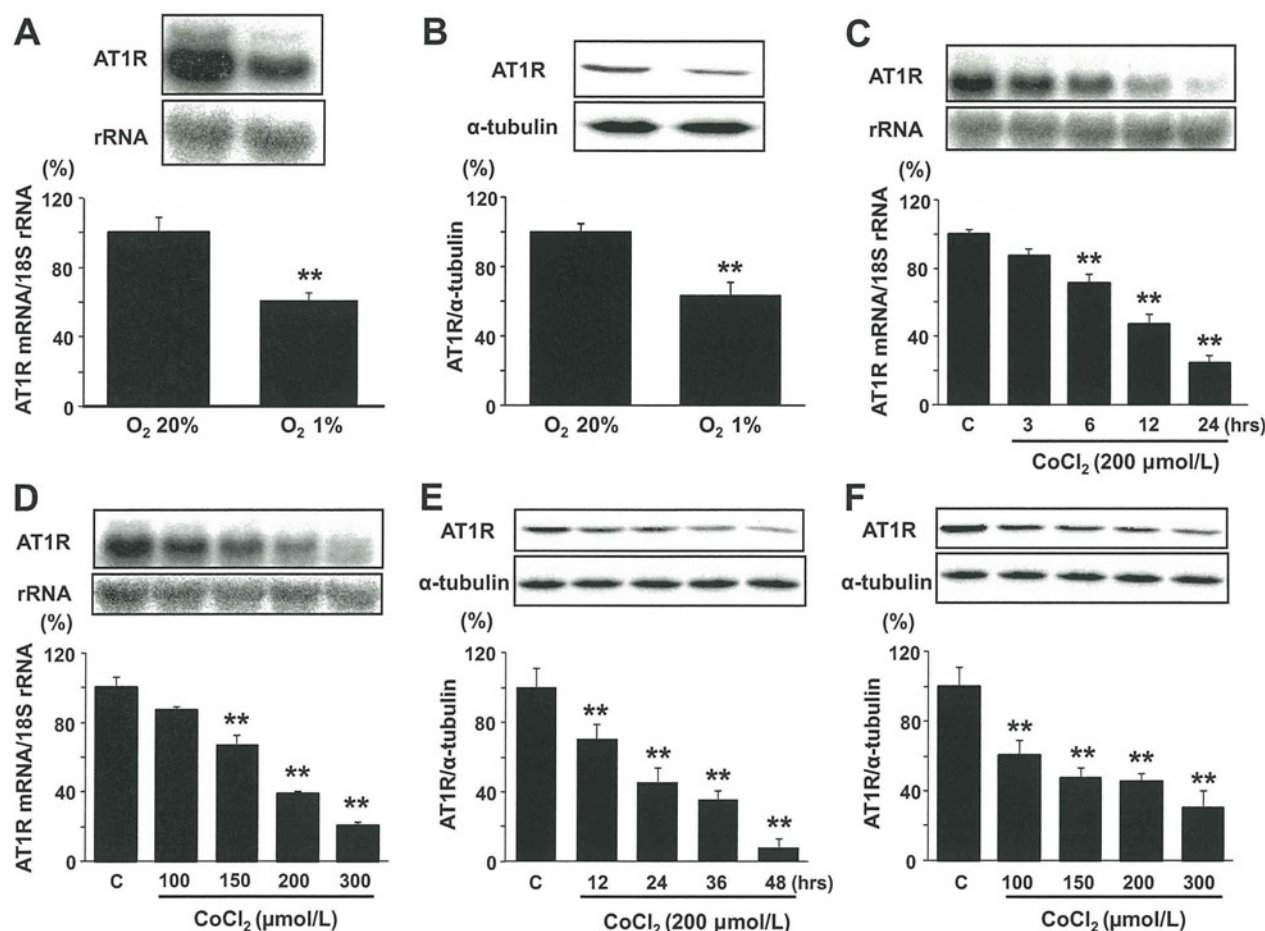 A
AT1R
rRNA
(%)
AT1R mRNA/18S rRNA
120
80
40
0
**
O₂ 20% O₂ 1%
B
AT1R
α-tubulin
(%)
AT1R/α-tubulin
120
80
40
0
**
O₂ 20% O₂ 1%
C
AT1R
rRNA
(%)
AT1R mRNA/18S rRNA
120
80
40
0
** ** **
C 3 6 12 24 (hrs)
CoCl₂ (200 µmol/L)
D
AT1R
rRNA
(%)
AT1R mRNA/18S rRNA
120
80
40
0
** ** **
C 100 150 200 300
CoCl₂ (µmol/L)
E
AT1R
α-tubulin
(%)
AT1R/α-tubulin
120
80
40
0
** ** ** **
C 12 24 36 48 (hrs)
CoCl₂ (200 µmol/L)
F
AT1R
α-tubulin
(%)
AT1R/α-tubulin
120
80
40
0
** ** ** **
C 100 150 200 300
CoCl₂ (µmol/L)